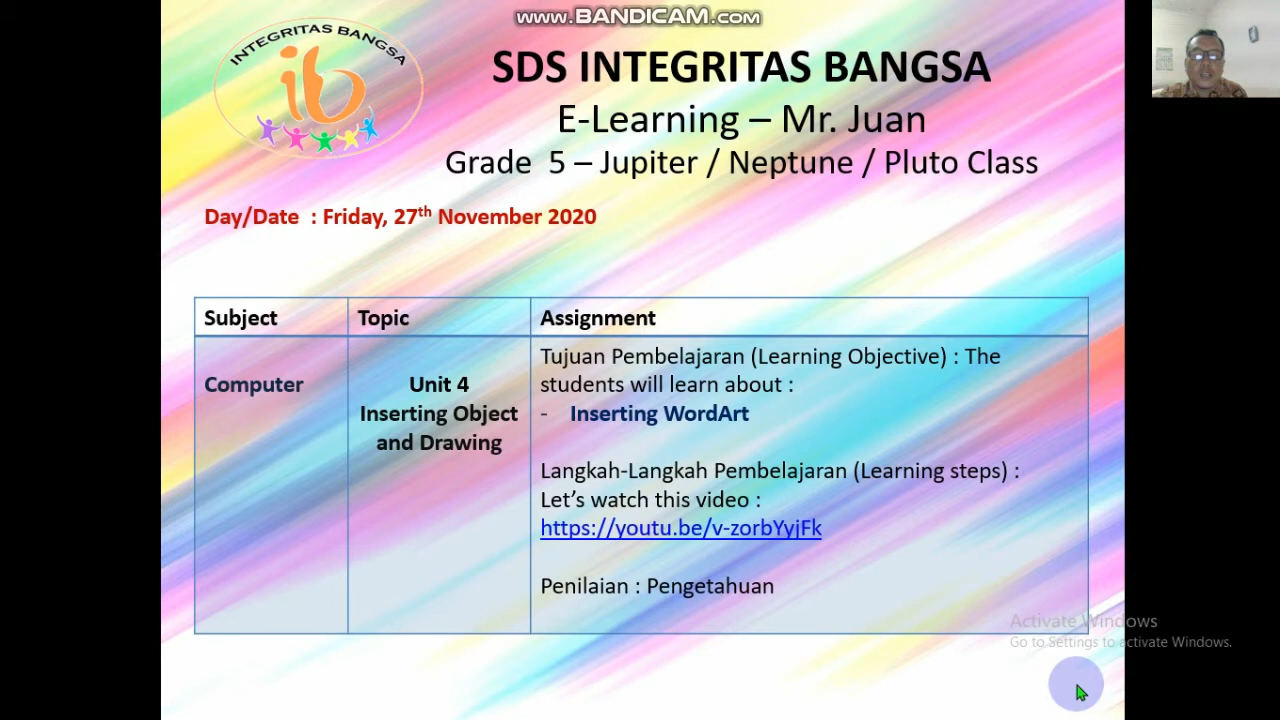 www.BANDICAM.com
INTEGRITAS BANGSA
ib
SDS INTEGRITAS BANGSA
E-Learning – Mr. Juan
Grade 5 – Jupiter / Neptune / Pluto Class
Day/Date : Friday, 27th November 2020
Subject
Topic
Assignment
Computer
Unit 4
Inserting Object
and Drawing
Tujuan Pembelajaran (Learning Objective) : The
students will learn about :
- Inserting WordArt
Langkah-Langkah Pembelajaran (Learning steps) :
Let's watch this video :
https://youtu.be/v-zorbYyjFk
Penilaian : Pengetahuan
Activate Windows
Go to Settings to activate Windows.